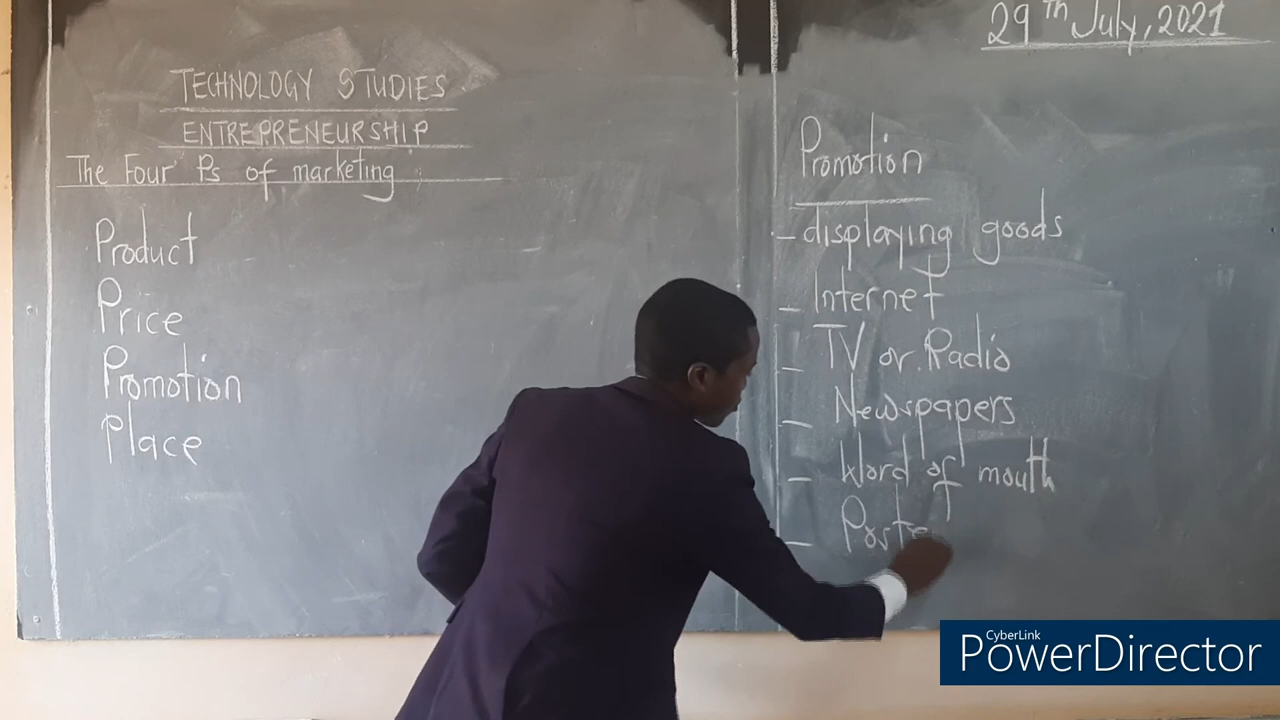 TECHNOLOGY STUDIES
ENTREPRENEURSHIP
The Four Ps of marketing
Product
Price
Promotion
Place
29th July, 2021
Promotion
- displaying goods
- Internet
- TV or Radio
- Newspapers
- Word of mouth
- Poste
CyberLink
PowerDirector